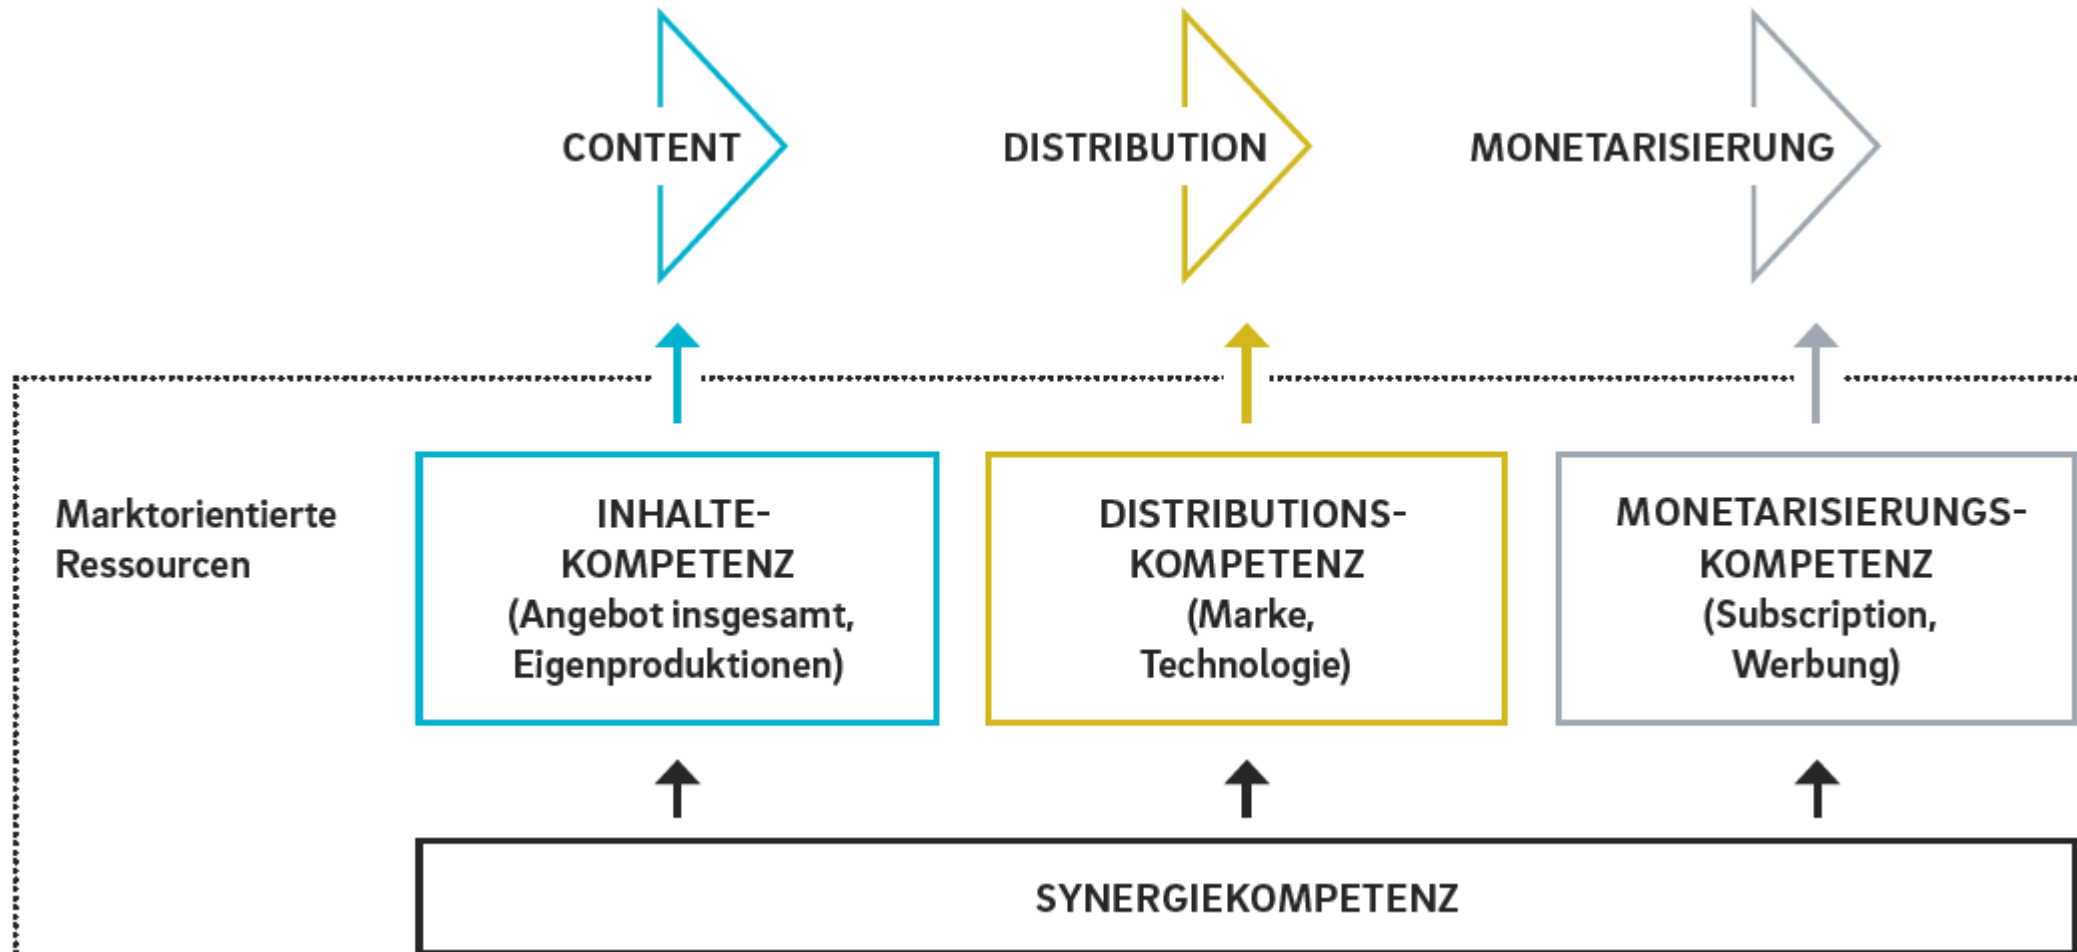 CONTENT
DISTRIBUTION
MONETARISIERUNG
Marktorientierte
Ressourcen
INHALTE-
KOMPETENZ
(Angebot insgesamt,
Eigenproduktionen)
DISTRIBUTIONS-
KOMPETENZ
(Marke,
Technologie)
MONETARISIERUNGS-
KOMPETENZ
(Subscription,
Werbung)
SYNERGIEKOMPETENZ